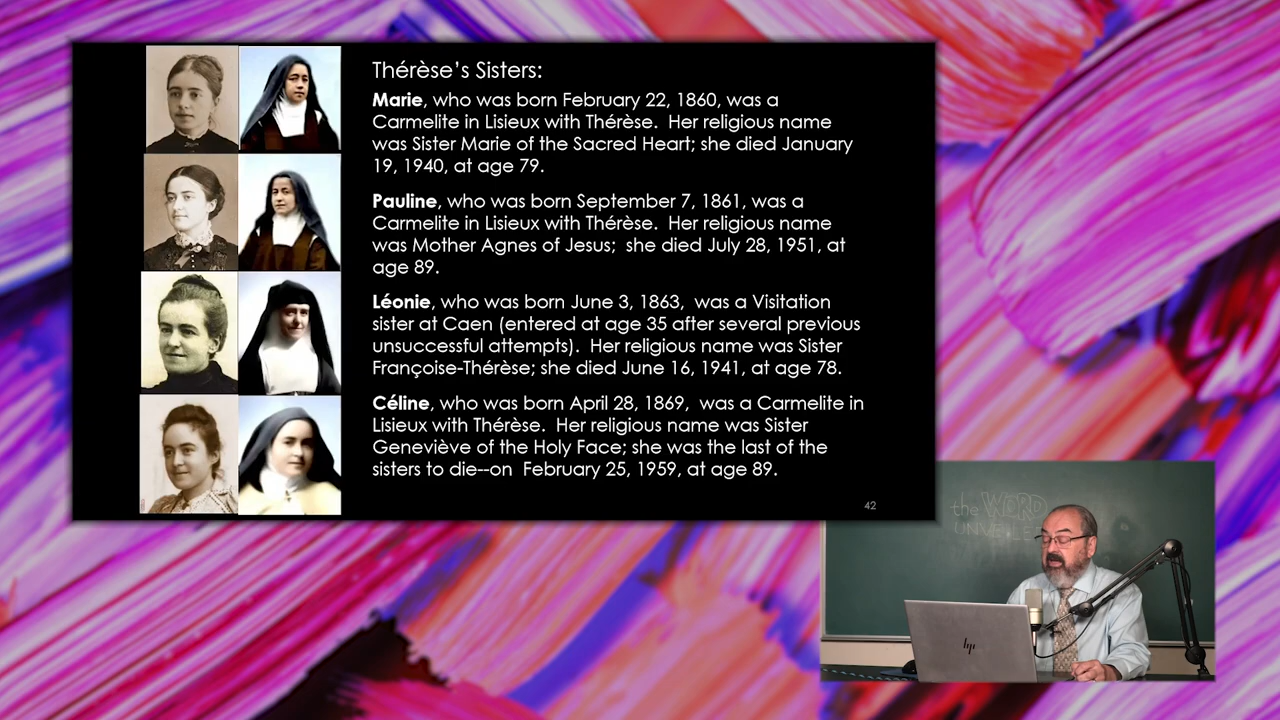 Thérèse’s Sisters:
Marie, who was born February 22, 1860, was a
Carmelite in Lisieux with Thérèse.  Her religious name
was Sister Marie of the Sacred Heart; she died January
19, 1940, at age 79.
Pauline, who was born September 7, 1861, was a
Carmelite in Lisieux with Thérèse.  Her religious name
was Mother Agnes of Jesus;  she died July 28, 1951, at
age 89.
Léonie, who was born June 3, 1863,  was a Visitation
sister at Caen (entered at age 35 after several previous
unsuccessful attempts).  Her religious name was Sister
Françoise-Thérèse; she died June 16, 1941, at age 78.
Céline, who was born April 28, 1869,  was a Carmelite in
Lisieux with Thérèse.  Her religious name was Sister
Geneviève of the Holy Face; she was the last of the
sisters to die--on  February 25, 1959, at age 89.
42
the WORD
hp